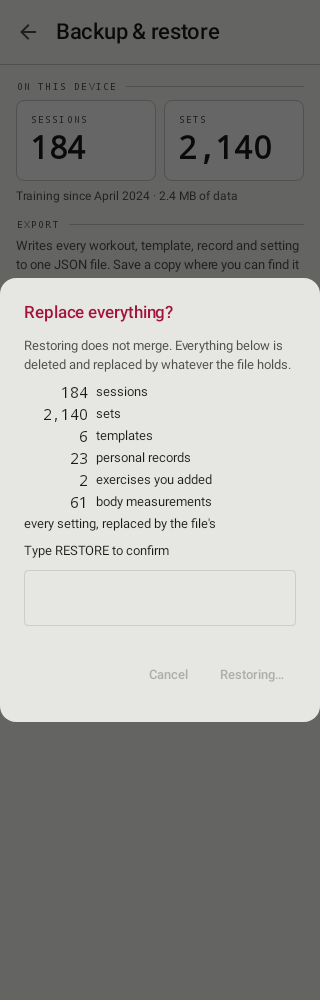 Backup & restore
ON THIS DEVICE
SESSIONS
184
SETS
2,140
Training since April 2024 · 2.4 MB of data
EXPORT
Writes every workout, template, record and setting
to one JSON file. Save a copy where you can find it
Replace everything?
Restoring does not merge. Everything below is
deleted and replaced by whatever the file holds.
184 sessions
2,140 sets
6 templates
23 personal records
2 exercises you added
61 body measurements
every setting, replaced by the file's
Type RESTORE to confirm
Cancel
Restoring…